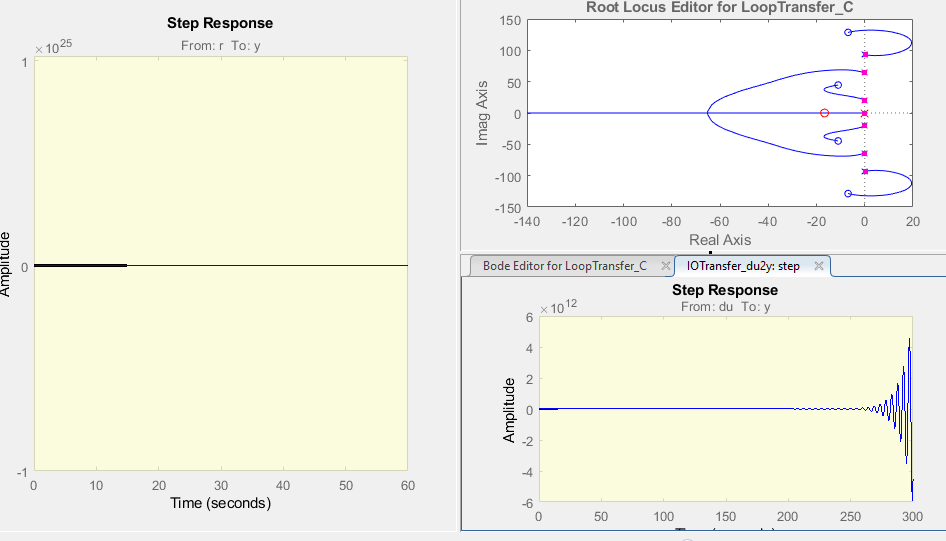 Step Response
From: r To: y
×10^25
1
0
-1
0 10 20 30 40 50 60
Time (seconds)
Amplitude
Root Locus Editor for LoopTransfer_C
150
100
50
0
-50
-100
-150
-140 -120 -100 -80 -60 -40 -20 0 20
Real Axis
Imag Axis
Bode Editor for LoopTransfer_C
IOTransfer_du2y: step
Step Response
From: du To: y
×10^12
6
4
2
0
-2
-4
-6
0 50 100 150 200 250 300
Amplitude